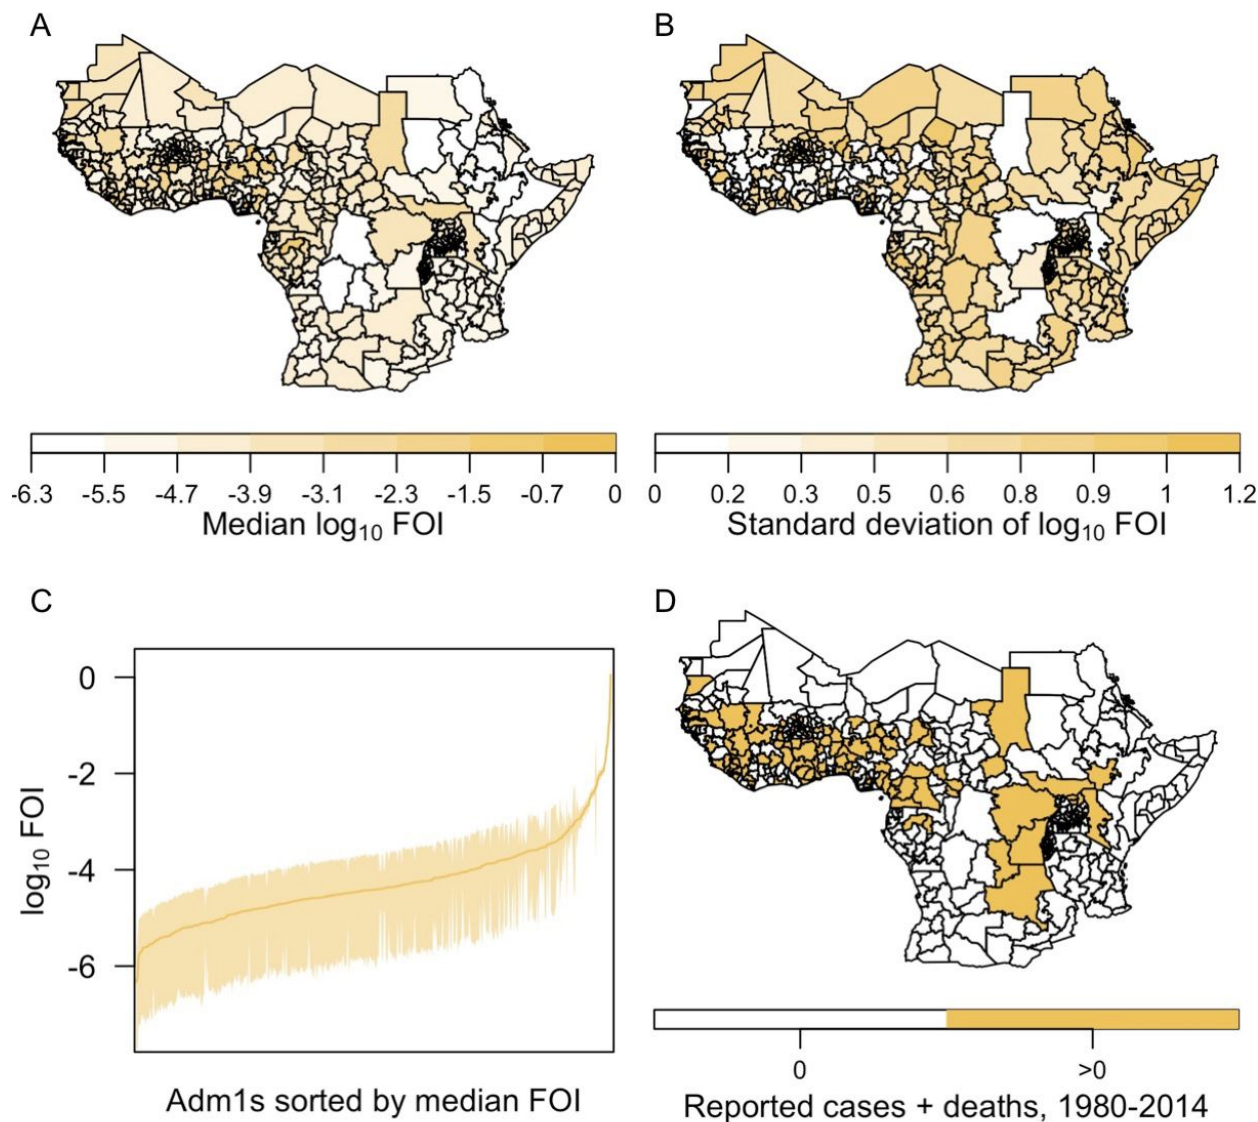 A
B
-6.3 -5.5 -4.7 -3.9 -3.1 -2.3 -1.5 -0.7 0
Median log₁₀ FOI
0 0.2 0.3 0.5 0.6 0.8 0.9 1 1.2
Standard deviation of log₁₀ FOI
C
D
0
-2
-4
-6
log₁₀ FOI
Adm1s sorted by median FOI
0 >0
Reported cases + deaths, 1980-2014